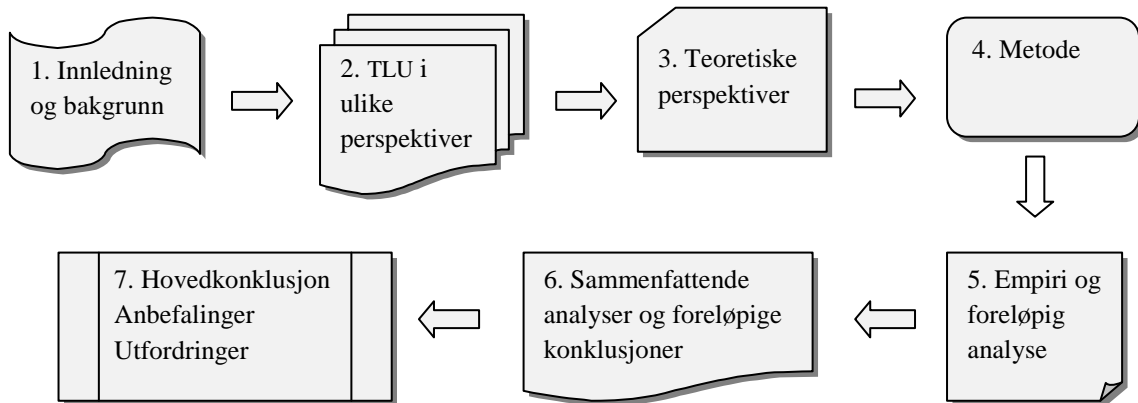 1. Innledning
og bakgrunn
2. TLU i
ulike
perspektiver
3. Teoretiske
perspektiver
4. Metode
5. Empiri og
foreløpig
analyse
6. Sammenfattende
analyser og foreløpige
konklusjoner
7. Hovedkonklusjon
Anbefalinger
Utfordringer